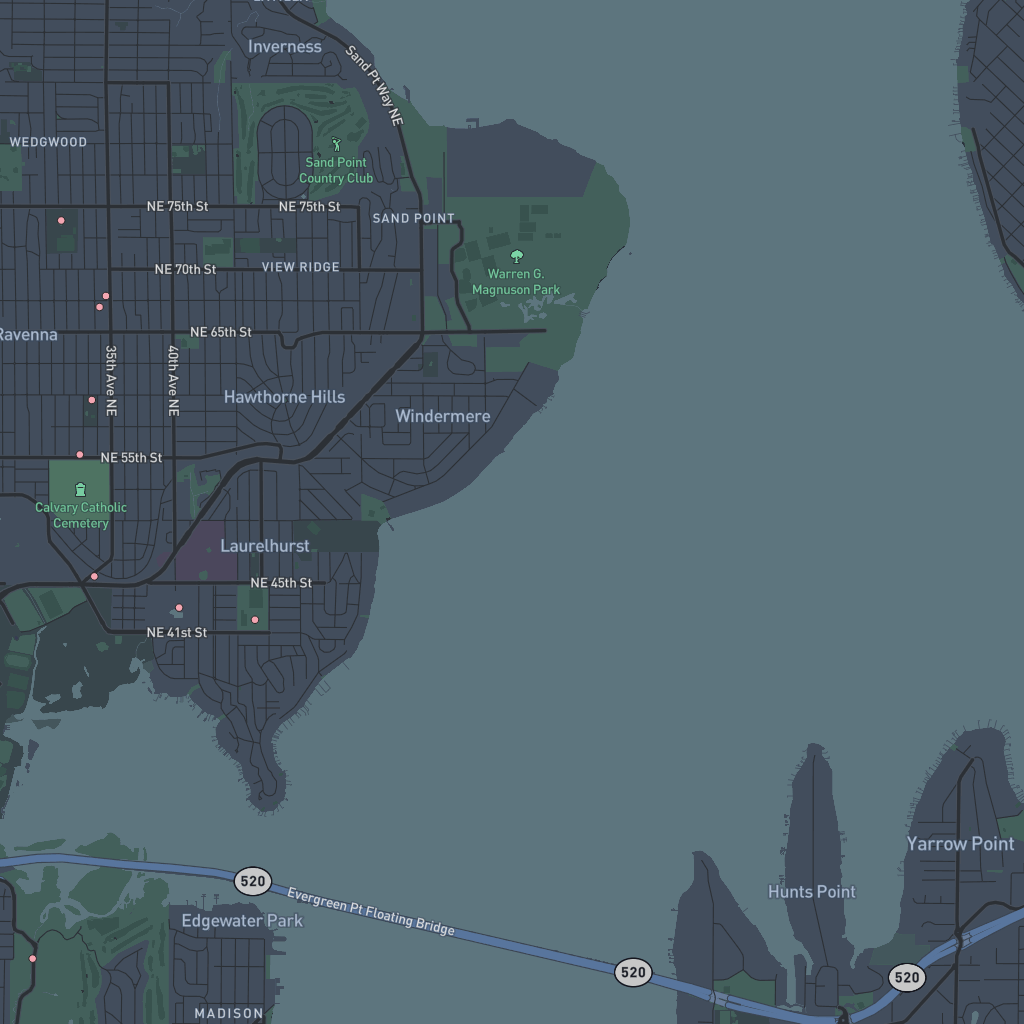 Inverness
Sand Pt Way NE
WEDGWOOD
Sand Point
Country Club
NE 75th St
NE 75th St
SAND POINT
NE 70th St
VIEW RIDGE
Warren G.
Magnuson Park
Ravenna
NE 65th St
35th Ave NE
40th Ave NE
Hawthorne Hills
Windermere
NE 55th St
Calvary Catholic
Cemetery
Laurelhurst
NE 45th St
NE 41st St
Yarrow Point
Hunts Point
520
Evergreen Pt Floating Bridge
Edgewater Park
520
520
MADISON